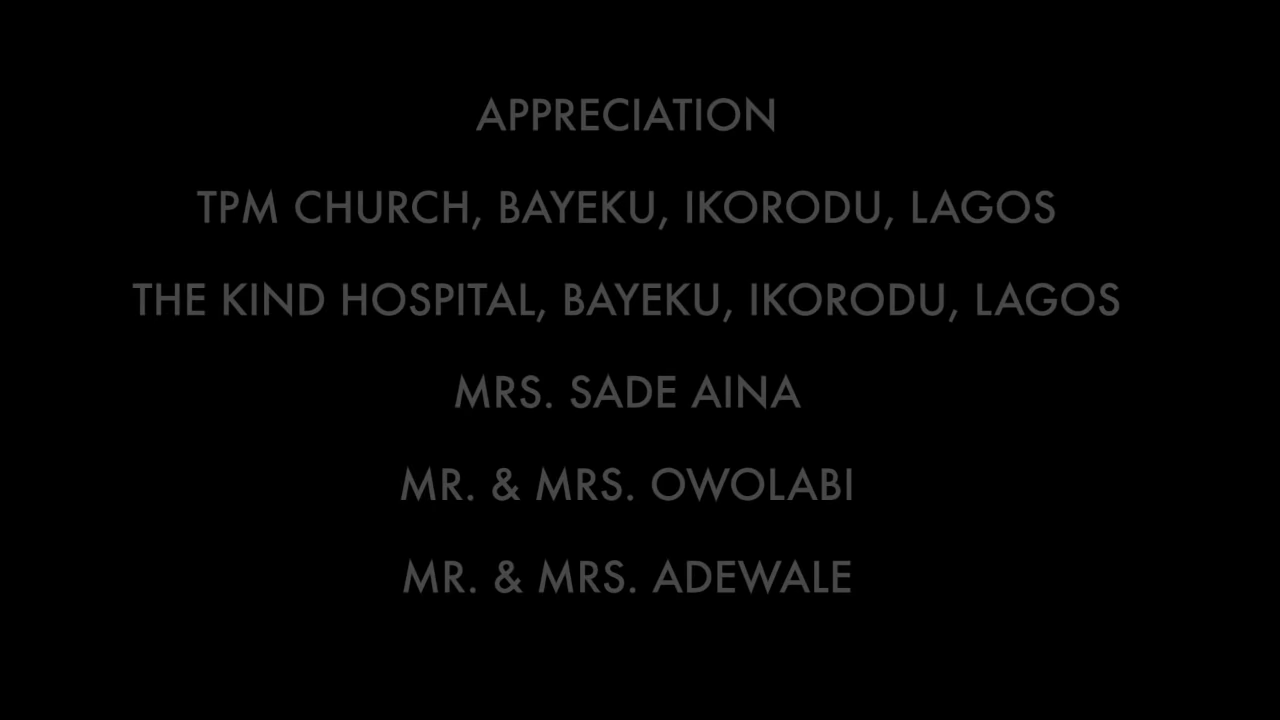 APPRECIATION
TPM CHURCH, BAYEKU, IKORODU, LAGOS
THE KIND HOSPITAL, BAYEKU, IKORODU, LAGOS
MRS. SADE AINA
MR. & MRS. OWOLABI
MR. & MRS. ADEWALE